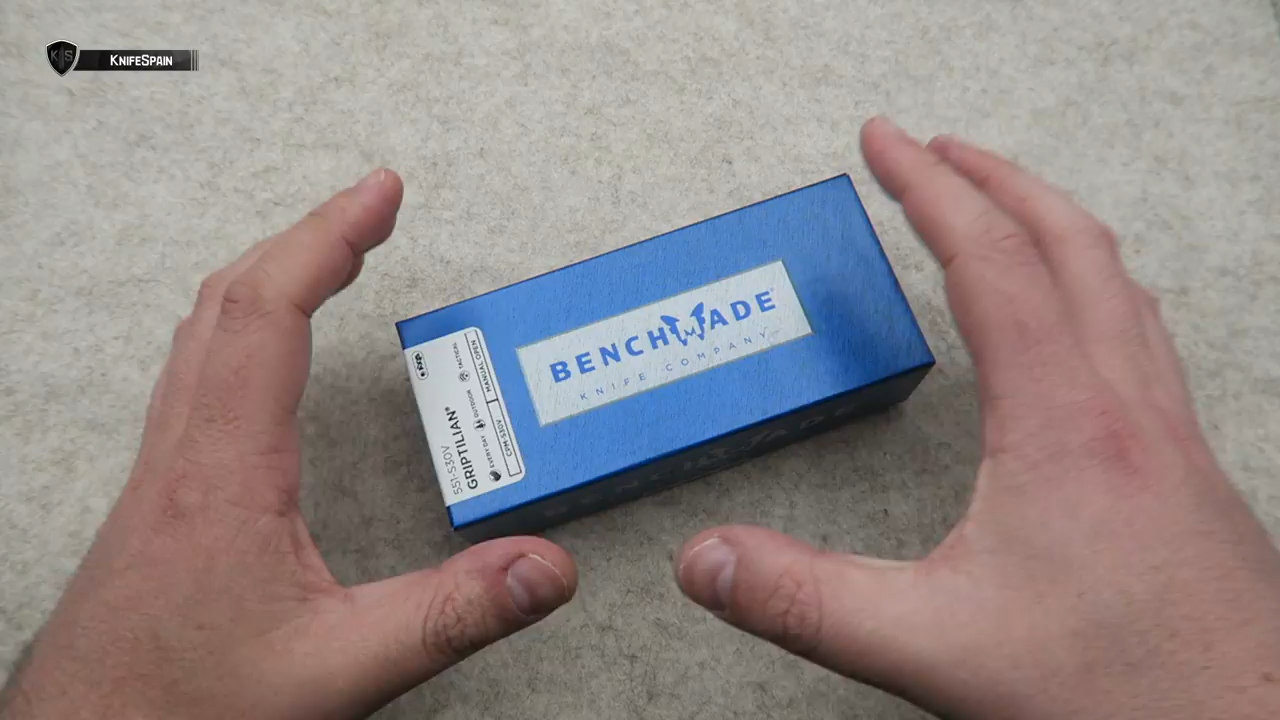 KNIFESPAIN
BENCHMADE
KNIFE COMPANY
551-S30V
GRIPTILIAN®
EVERY DAY OUTDOOR TACTICAL
CPM-S30V MANUAL OPEN